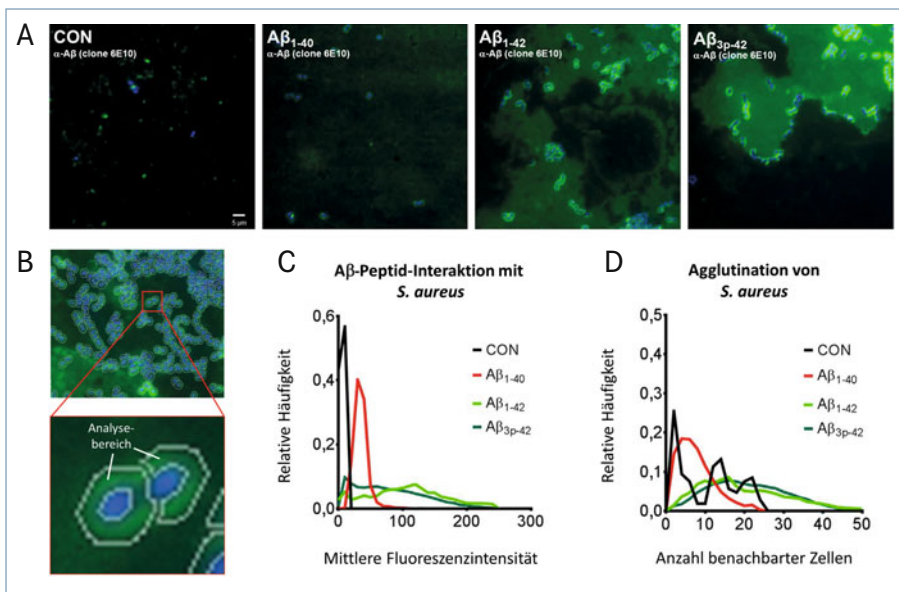 A
CON
α-Aβ (clone 6E10)
5 µm
Aβ1-40
α-Aβ (clone 6E10)
Aβ1-42
α-Aβ (clone 6E10)
Aβ3p-42
α-Aβ (clone 6E10)
B
Analyse-
bereich
C
Aβ-Peptid-Interaktion mit
S. aureus
Relative Häufigkeit
0,6
0,4
0,2
0,0
0
100
200
300
Mittlere Fluoreszenzintensität
CON
Aβ1-40
Aβ1-42
Aβ3p-42
D
Agglutination von
S. aureus
Relative Häufigkeit
0,5
0,4
0,3
0,2
0,1
0,0
0
10
20
30
40
50
Anzahl benachbarter Zellen
CON
Aβ1-40
Aβ1-42
Aβ3p-42